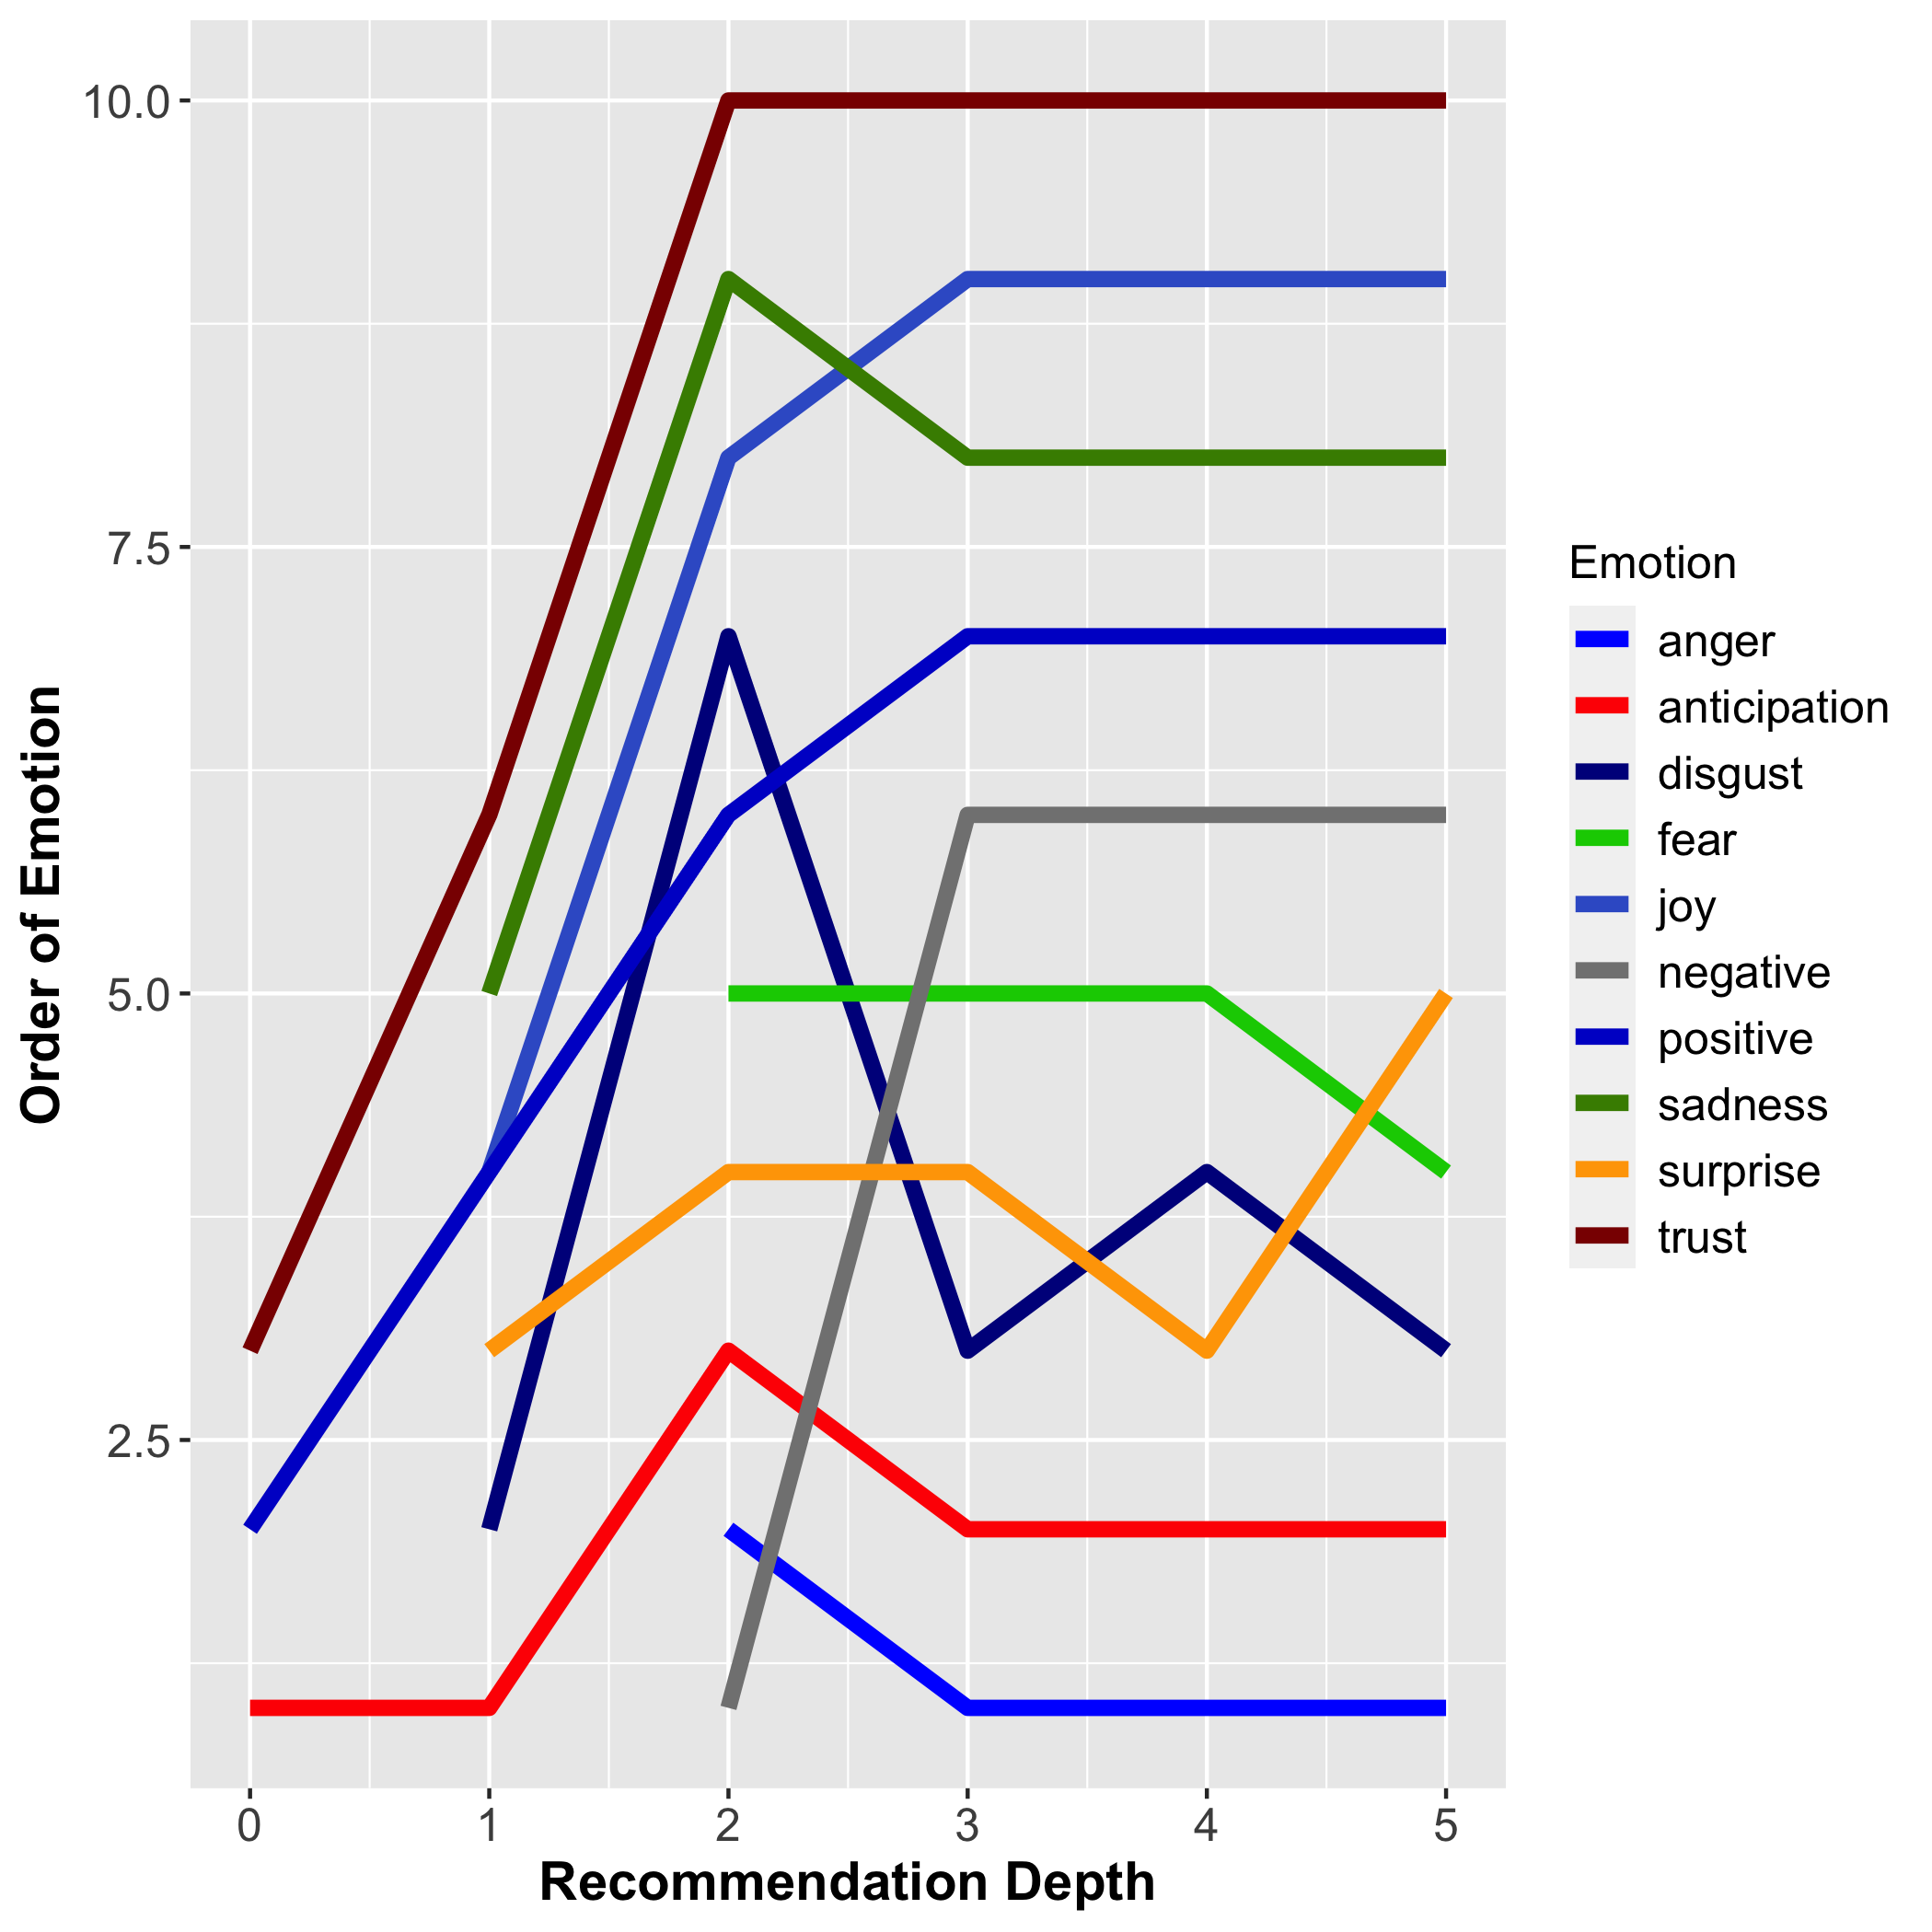 10.0
7.5
5.0
2.5
Order of Emotion
0 1 2 3 4 5
Recommendation Depth
Emotion
anger
anticipation
disgust
fear
joy
negative
positive
sadness
surprise
trust